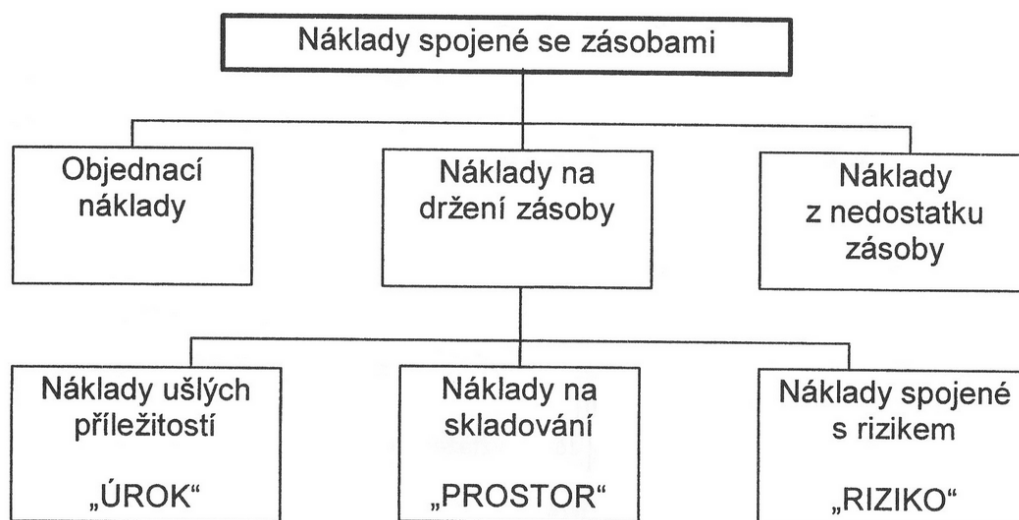 Náklady spojené se zásobami
Objednací
náklady
Náklady na
držení zásoby
Náklady
z nedostatku
zásoby
Náklady ušlých
příležitostí
„ÚROK“
Náklady na
skladování
„PROSTOR“
Náklady spojené
s rizikem
„RIZIKO“